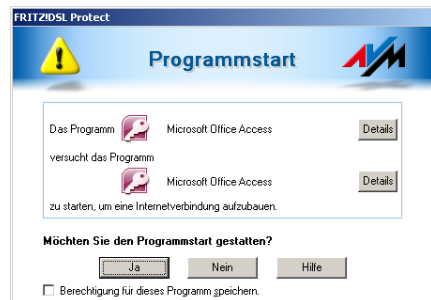 FRITZ!DSL Protect
Programmstart
AVM
Das Programm Microsoft Office Access Details
versucht das Programm
Microsoft Office Access Details
zu starten, um eine Internetverbindung aufzubauen.
Möchten Sie den Programmstart gestatten?
Ja Nein Hilfe
Berechtigung für dieses Programm speichern.